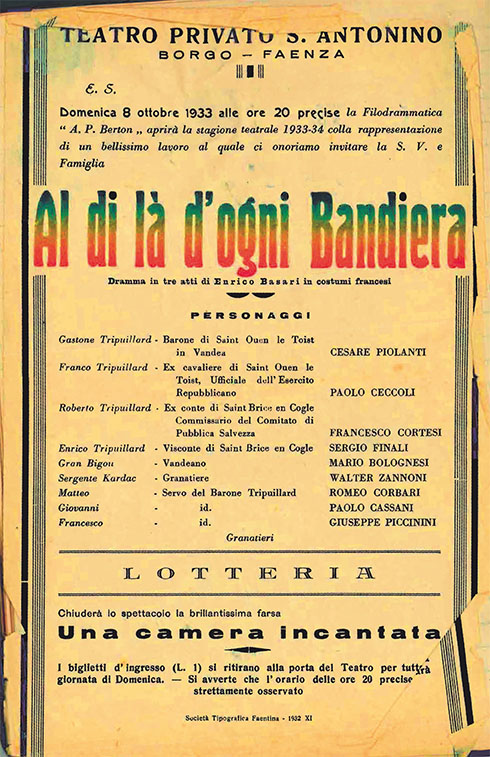 TEATRO PRIVATO S. ANTONINO
BORGO – FAENZA
E. S.
Domenica 8 ottobre 1933 alle ore 20 precise la Filodrammatica
“ A. P. Berton „ aprirà la stagione teatrale 1933-34 colla rappresentazione
di un bellissimo lavoro al quale ci onoriamo invitare la S. V. e
Famiglia
Al di là d'ogni Bandiera
Dramma in tre atti di Enrico Basari in costumi francesi
PERSONAGGI
Gastone Tripuillard - Barone di Saint Ouen le Toist
in Vandea CESARE PIOLANTI
Franco Tripuillard - Ex cavaliere di Saint Ouen le
Toist, Ufficiale dell'Esercito
Repubblicano PAOLO CECCOLI
Roberto Tripuillard - Ex conte di Saint Brice en Cogle
Commissario del Comitato di
Pubblica Salvezza FRANCESCO CORTESI
Enrico Tripuillard - Visconte di Saint Brice en Cogle SERGIO FINALI
Gran Bigou - Vandeano MARIO BOLOGNESI
Sergente Kardac - Granatiere WALTER ZANNONI
Matteo - Servo del Barone Tripuillard ROMEO CORBARI
Giovanni - id. PAOLO CASSANI
Francesco - id. GIUSEPPE PICCININI
Granatieri
LOTTERIA
Chiuderà lo spettacolo la brillantissima farsa
Una camera incantata
I biglietti d'ingresso (L. 1) si ritirano alla porta del Teatro per tutta
giornata di Domenica. — Si avverte che l'orario delle ore 20 precise sarà
strettamente osservato
Società Tipografica Faentina - 1932 XI